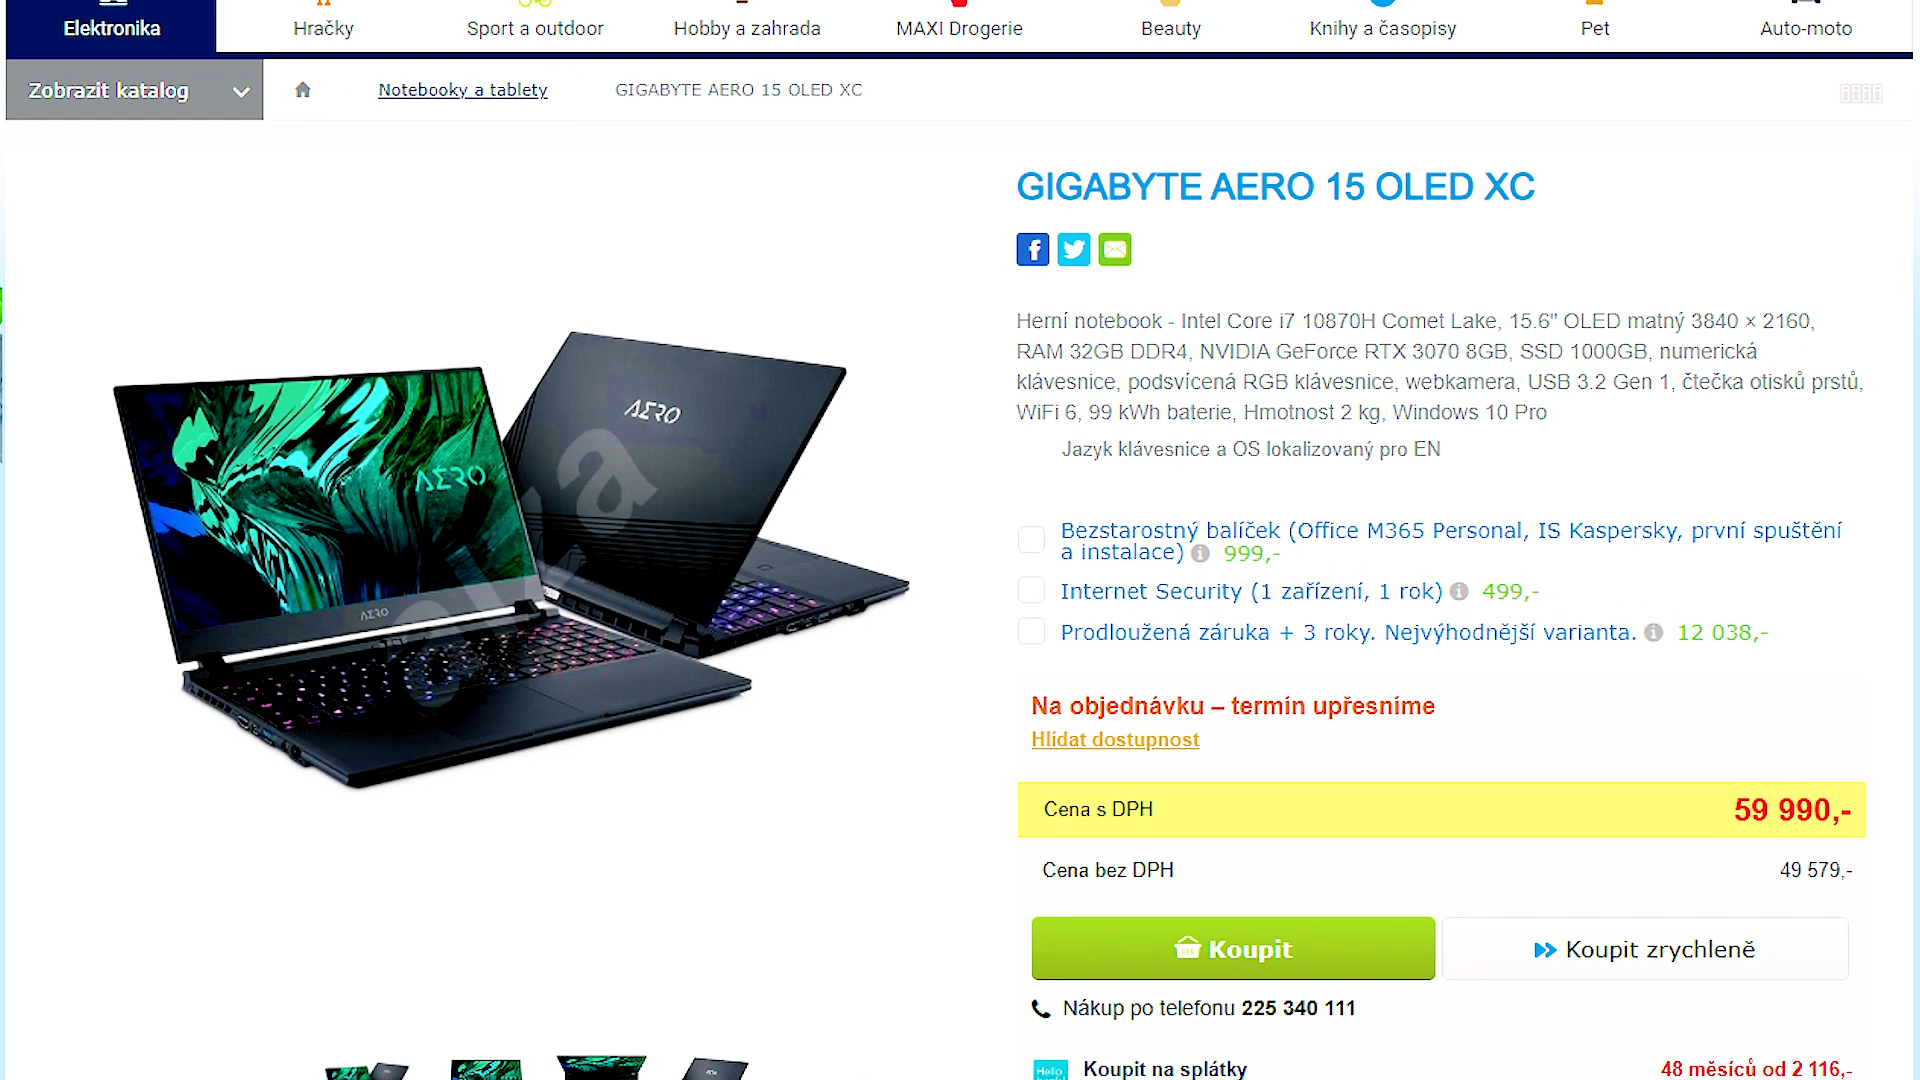 Elektronika
Hračky
Sport a outdoor
Hobby a zahrada
MAXI Drogerie
Beauty
Knihy a časopisy
Pet
Auto-moto
Zobrazit katalog
Notebooky a tablety
GIGABYTE AERO 15 OLED XC
GIGABYTE AERO 15 OLED XC
Herní notebook - Intel Core i7 10870H Comet Lake, 15.6" OLED matný 3840 × 2160,
RAM 32GB DDR4, NVIDIA GeForce RTX 3070 8GB, SSD 1000GB, numerická
klávesnice, podsvícená RGB klávesnice, webkamera, USB 3.2 Gen 1, čtečka otisků prstů,
WiFi 6, 99 kWh baterie, Hmotnost 2 kg, Windows 10 Pro
Jazyk klávesnice a OS lokalizovaný pro EN
AERO
AERO
AERO
Bezstarostný balíček (Office M365 Personal, IS Kaspersky, první spuštění
a instalace) 999,-
Internet Security (1 zařízení, 1 rok) 499,-
Prodloužená záruka + 3 roky. Nejvýhodnější varianta. 12 038,-
Na objednávku – termín upřesníme
Hlídat dostupnost
Cena s DPH 59 990,-
Cena bez DPH 49 579,-
Koupit
Koupit zrychleně
Nákup po telefonu 225 340 111
Hello
Koupit na splátky 48 měsíců od 2 116,-